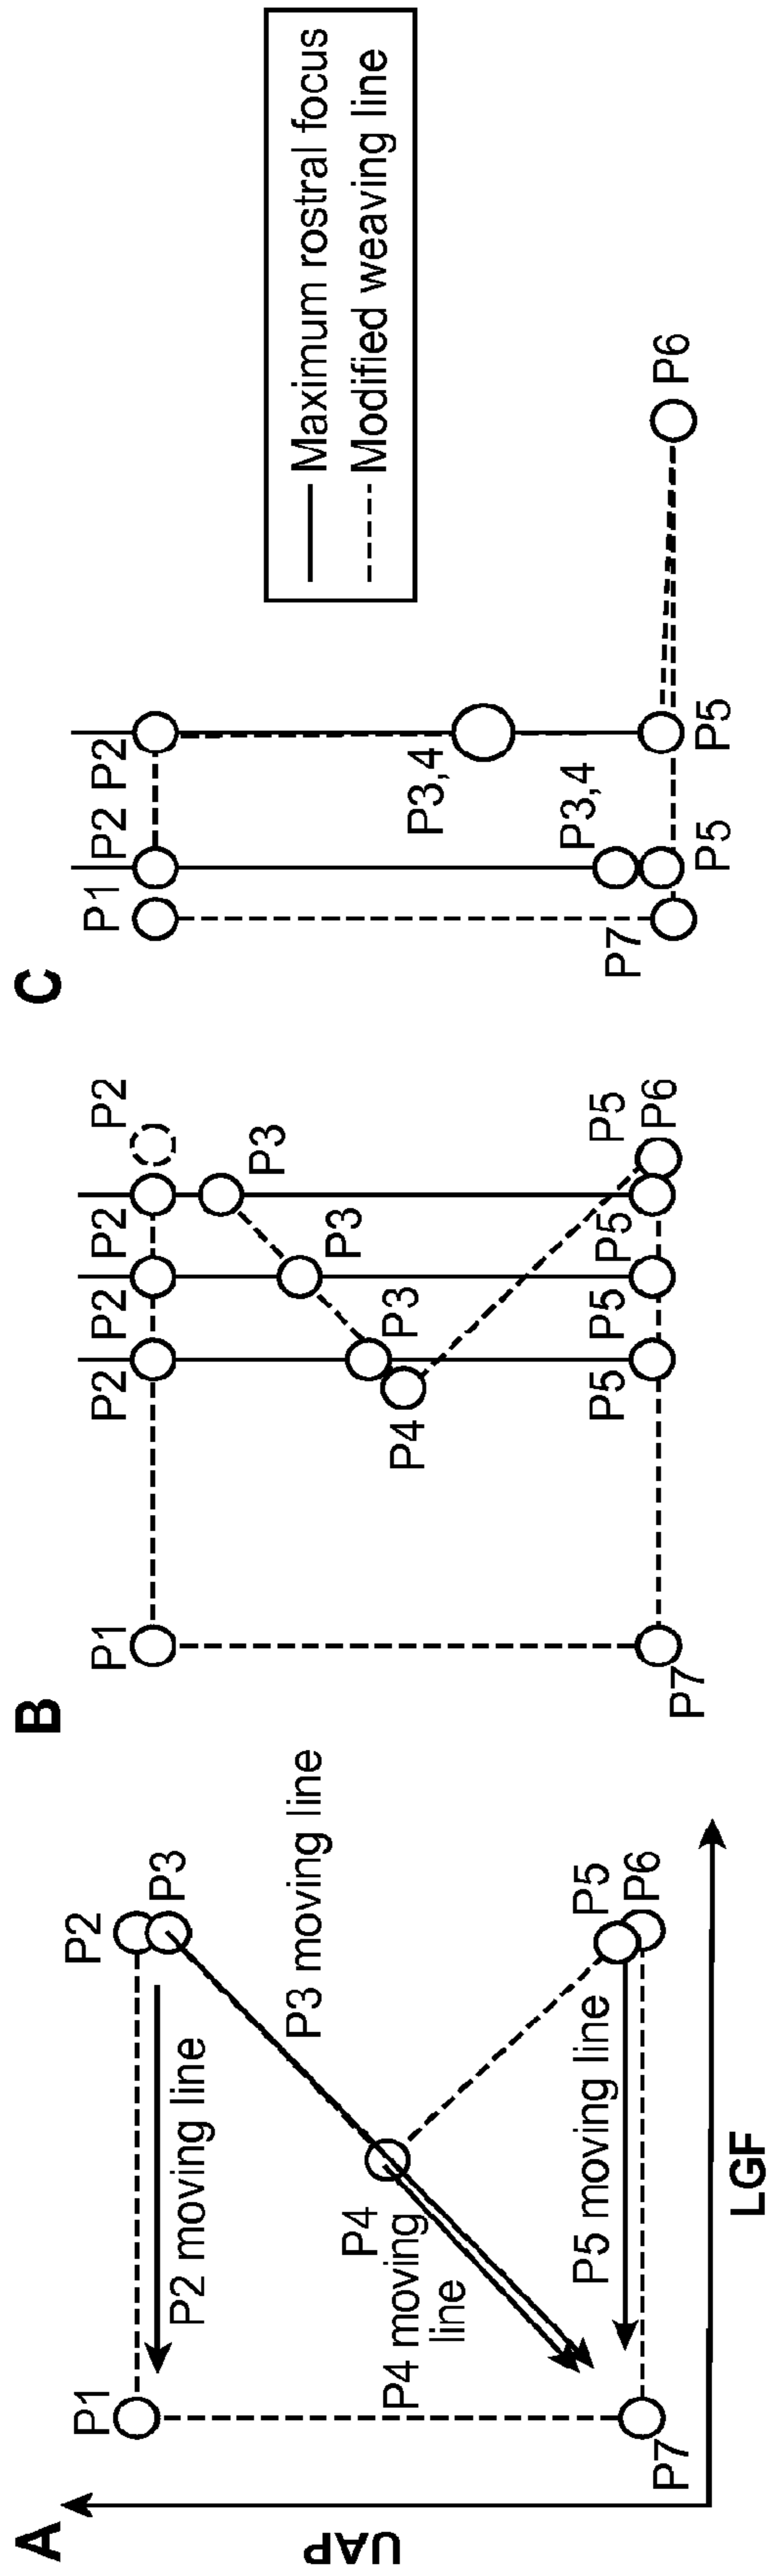 A
UAP
LGF
P1
P2
P3
P2 moving line
P3 moving line
P4
P4 moving
line
P5 moving line
P5
P6
P7
B
P1
P2
P2
P2
P2
P3
P3
P3
P4
P5
P5
P5
P5
P6
P7
C
P1
P2
P2
P3,4
P3,4
P5
P5
P6
P7
Maximum rostral focus
Modified weaving line